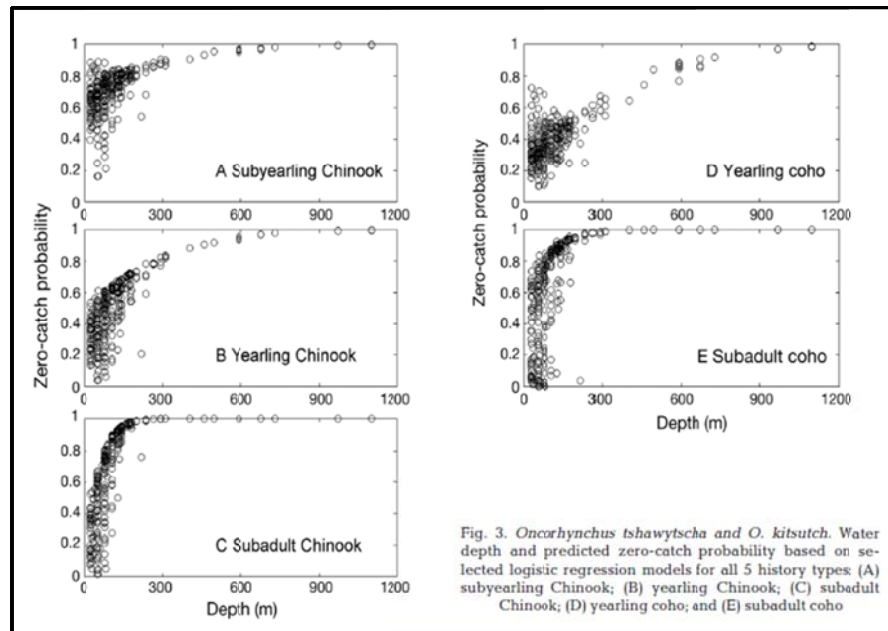 1
0.8
0.6
0.4
0.2
0
0 300 600 900 1200
A Subyearling Chinook
1
0.8
0.6
0.4
0.2
0
0 300 600 900 1200
B Yearling Chinook
Zero-catch probability
1
0.8
0.6
0.4
0.2
0
0 300 600 900 1200
C Subadult Chinook
Depth (m)
1
0.8
0.6
0.4
0.2
0
0 300 600 900 1200
D Yearling coho
Zero-catch probability
1
0.8
0.6
0.4
0.2
0
0 300 600 900 1200
E Subadult coho
Depth (m)
Fig. 3. Oncorhynchus tshawytscha and O. kitsutch. Water
depth and predicted zero-catch probability based on se-
lected logistic regression models for all 5 history types: (A)
subyearling Chinook; (B) yearling Chinook; (C) subadult
Chinook; (D) yearling coho; and (E) subadult coho